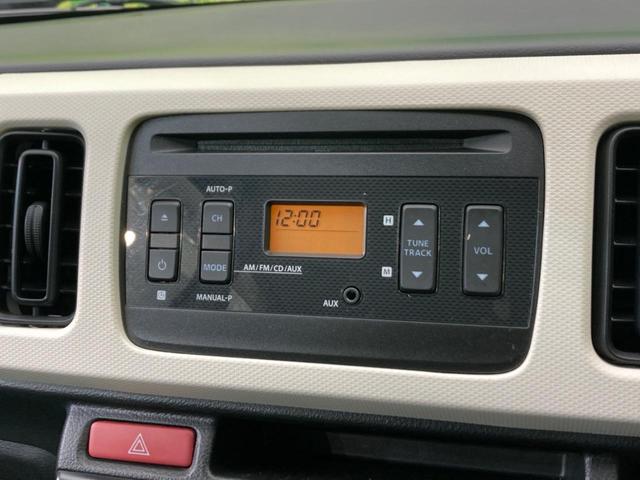 AUTO-P
CH
12:00
H
TUNE
TRACK
VOL
MODE
AM/FM/CD/AUX
M
MANUAL-P
AUX